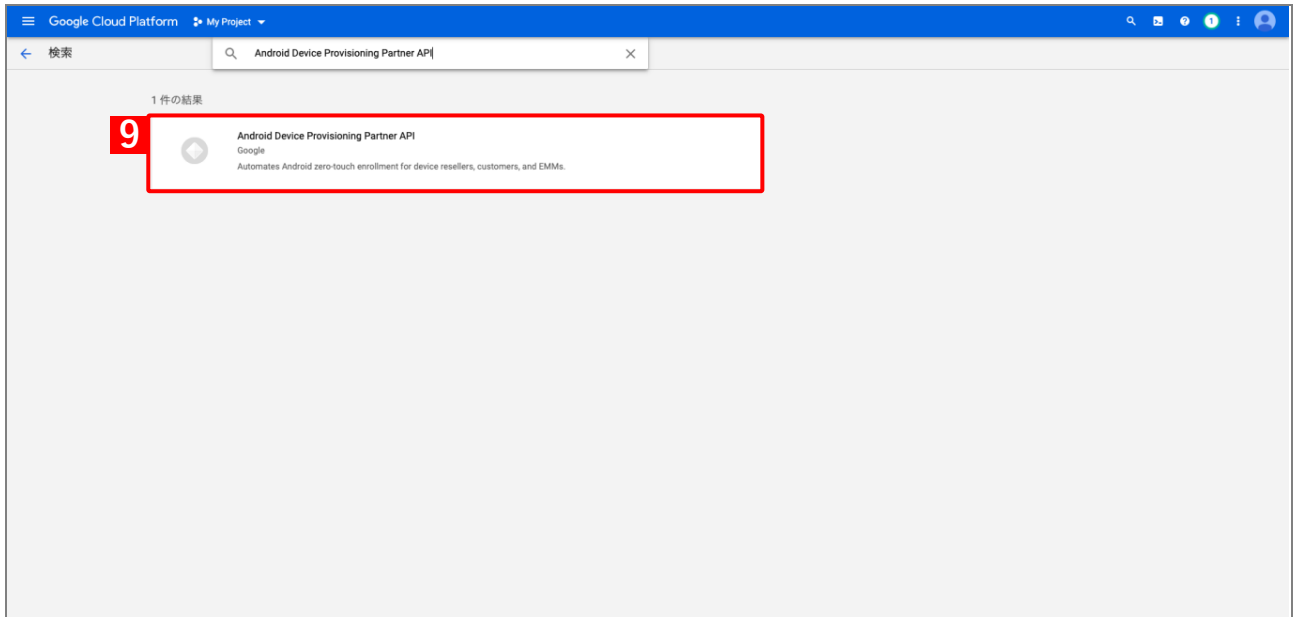 Google Cloud Platform My Project 1
検索 Android Device Provisioning Partner API
1 件の結果
9
Android Device Provisioning Partner API
Google
Automates Android zero-touch enrollment for device resellers, customers, and EMMs.